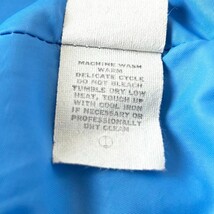 MACHINE WASH
WARM
DELICATE CYCLE
DO NOT BLEACH
TUMBLE DRY LOW
HEAT, TOUCH UP
WITH COOL IRON
IF NECESSARY OR
PROFESSIONALLY
DRY CLEAN